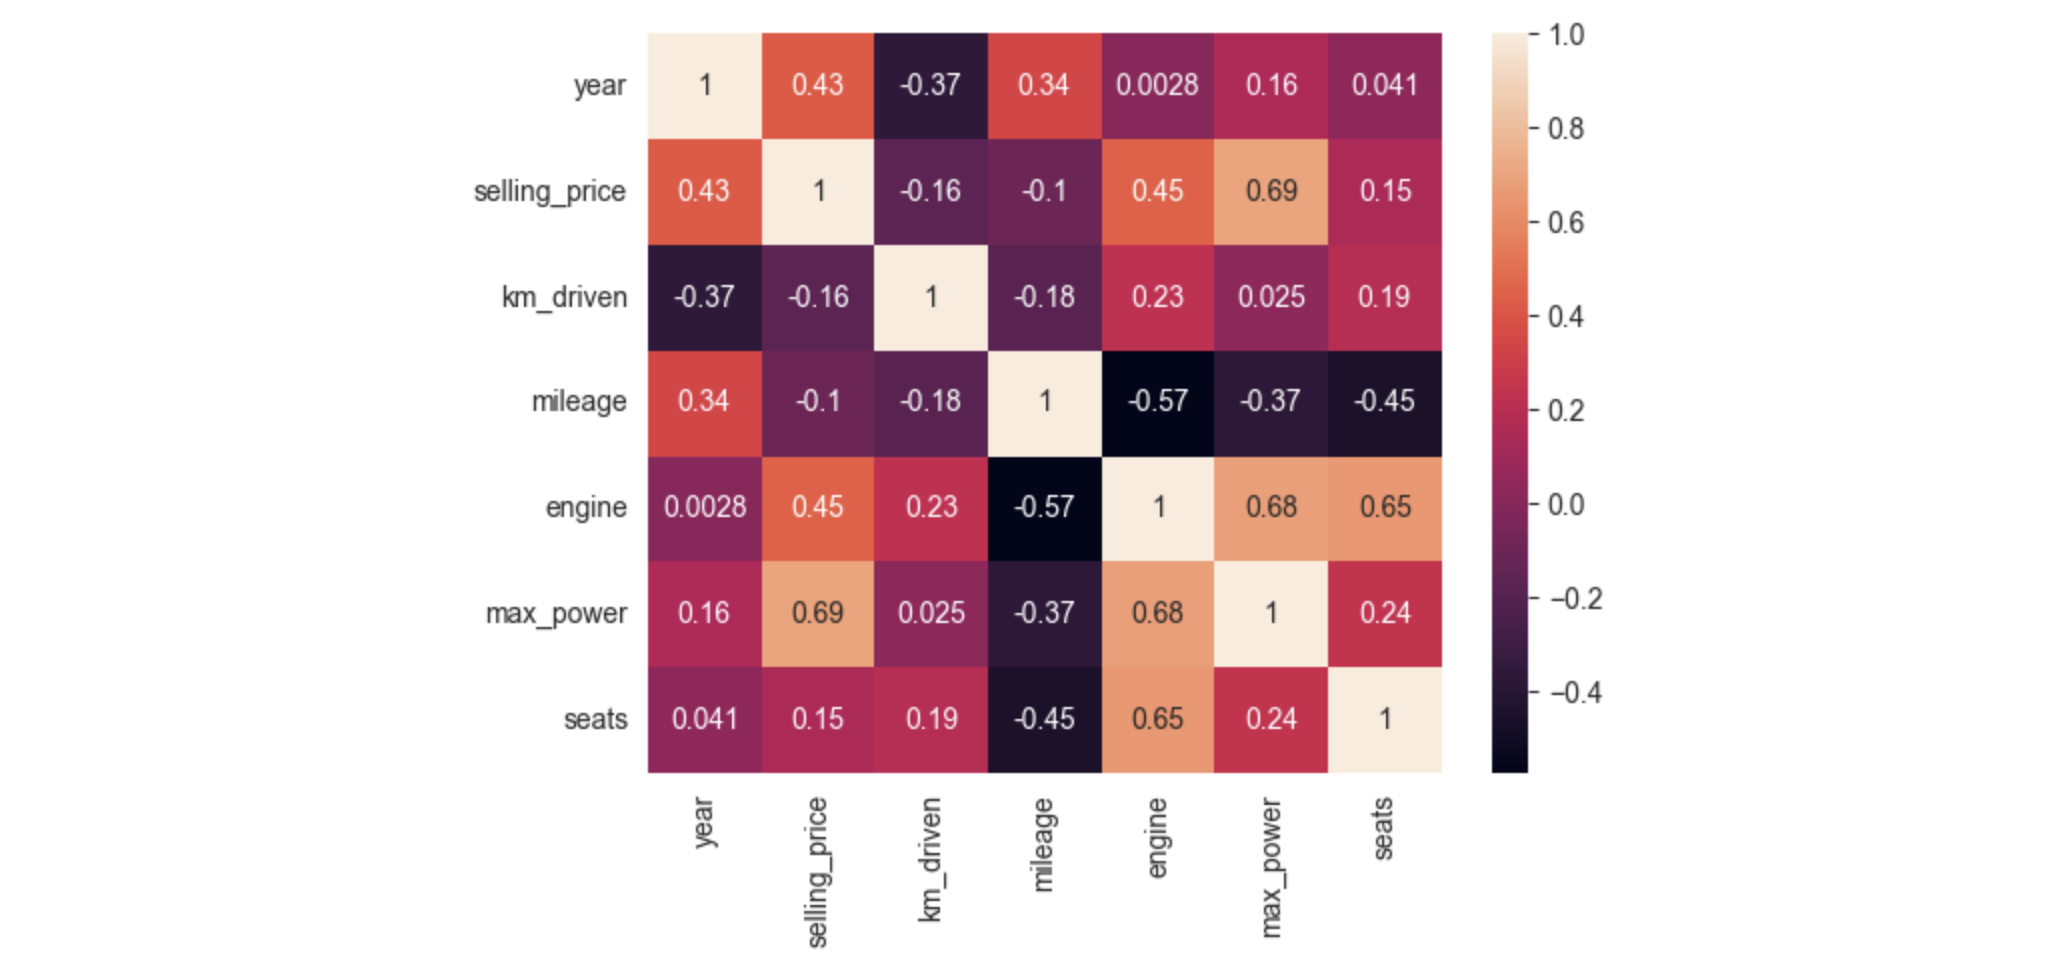 1.0
year 1 0.43 -0.37 0.34 0.0028 0.16 0.041
0.8
selling_price 0.43 1 -0.16 -0.1 0.45 0.69 0.15
0.6
km_driven -0.37 -0.16 1 -0.18 0.23 0.025 0.19
0.4
mileage 0.34 -0.1 -0.18 1 -0.57 -0.37 -0.45
0.2
engine 0.0028 0.45 0.23 -0.57 1 0.68 0.65
0.0
max_power 0.16 0.69 0.025 -0.37 0.68 1 0.24
−0.2
seats 0.041 0.15 0.19 -0.45 0.65 0.24 1
−0.4
year
selling_price
km_driven
mileage
engine
max_power
seats